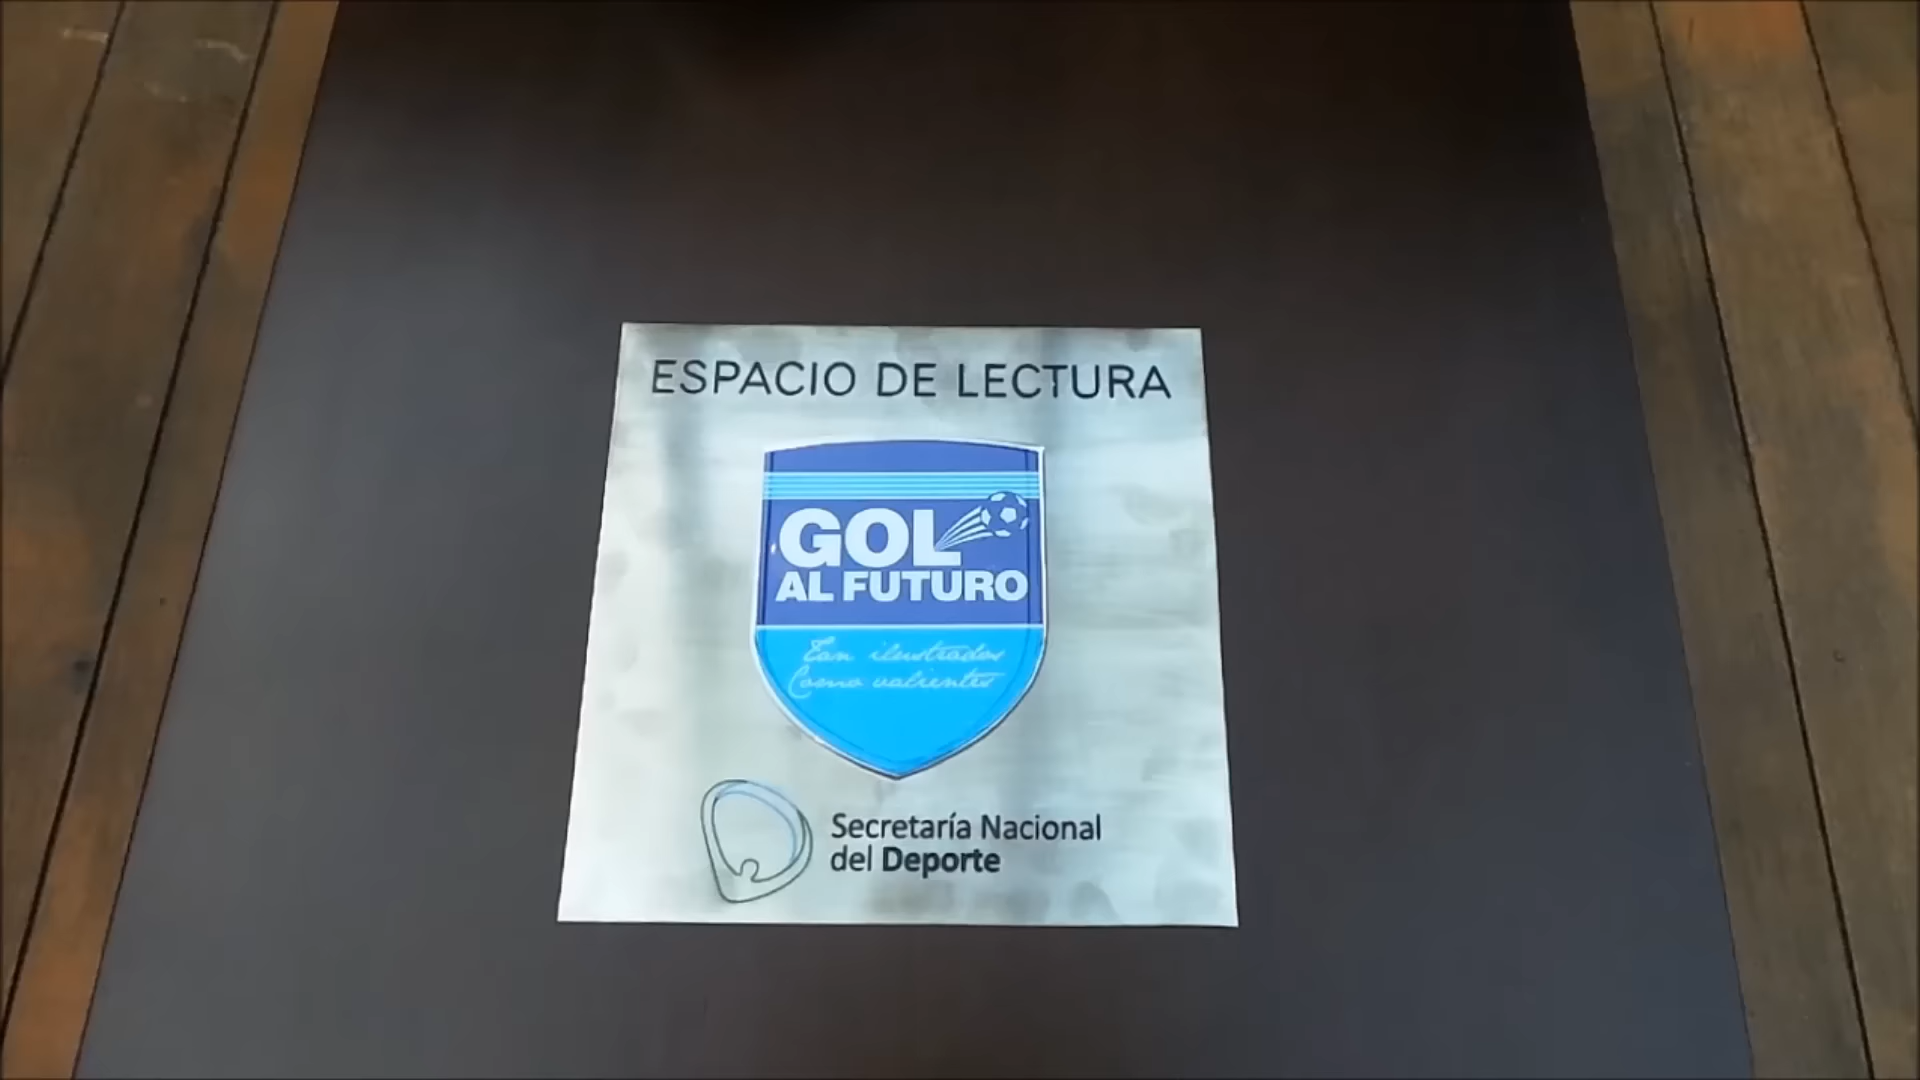 ESPACIO DE LECTURA
GOL
AL FUTURO
Tan ilustrados
Como valientes
Secretaría Nacional
del Deporte